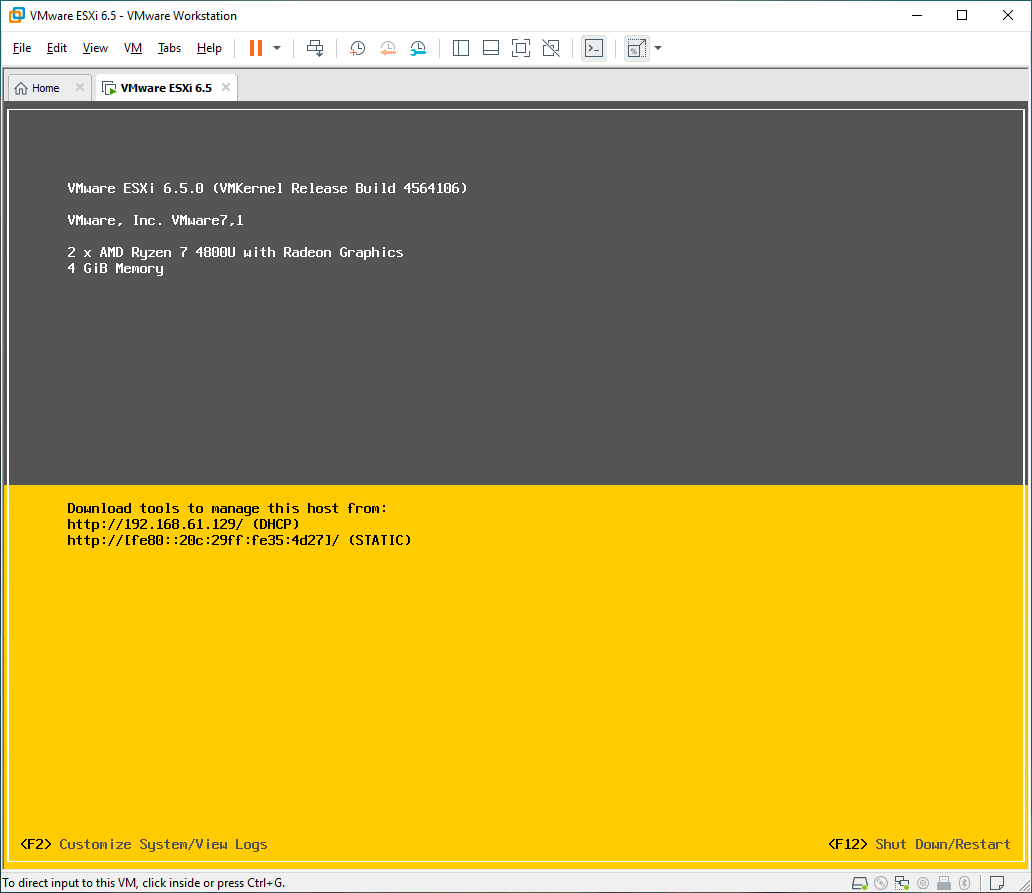 VMware ESXi 6.5 - VMware Workstation
File Edit View VM Tabs Help
Home VMware ESXi 6.5
VMware ESXi 6.5.0 (VMKernel Release Build 4564106)
VMware, Inc. VMware7,1
2 x AMD Ryzen 7 4800U with Radeon Graphics
4 GiB Memory
Download tools to manage this host from:
http://192.168.61.129/ (DHCP)
http://[fe80::20c:29ff:fe35:4d27]/ (STATIC)
<F2> Customize System/View Logs <F12> Shut Down/Restart
To direct input to this VM, click inside or press Ctrl+G.